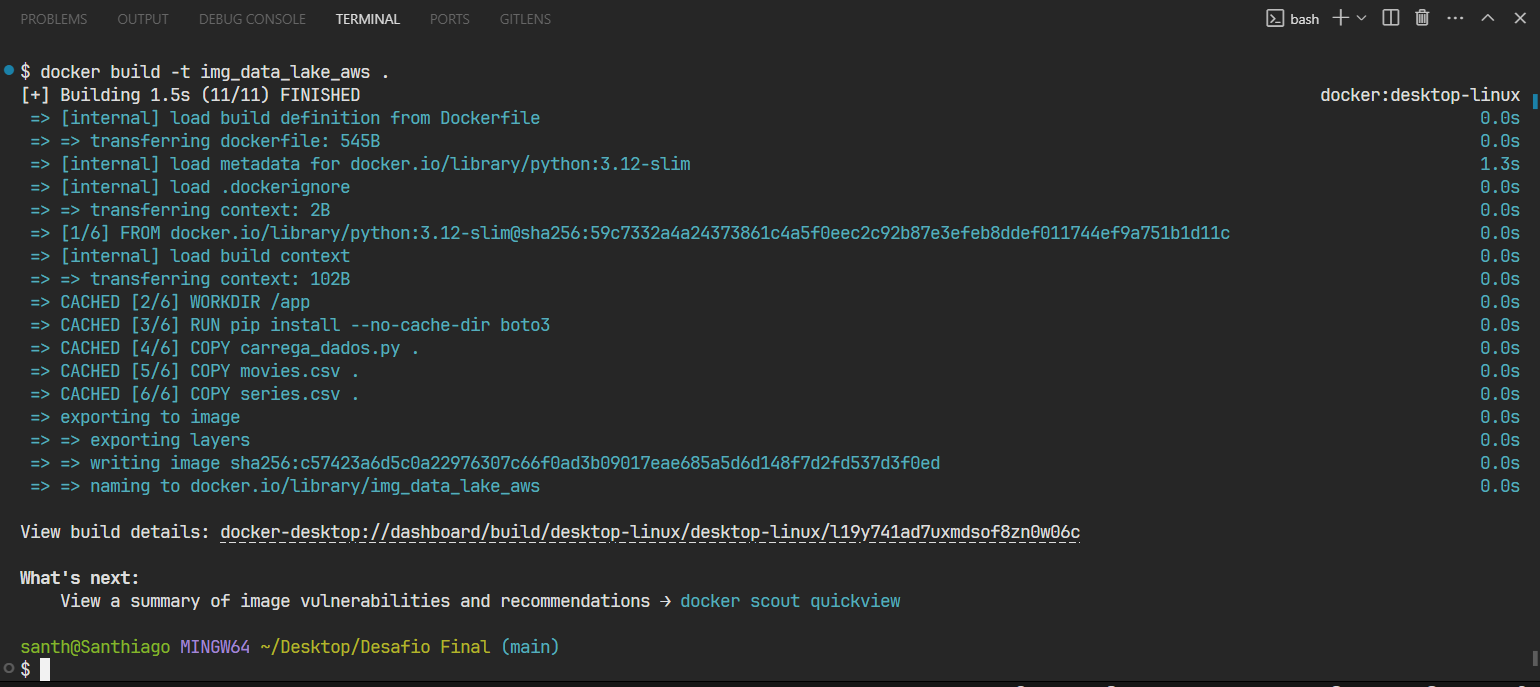 PROBLEMS OUTPUT DEBUG CONSOLE TERMINAL PORTS GITLENS bash
$ docker build -t img_data_lake_aws .
[+] Building 1.5s (11/11) FINISHED docker:desktop-linux
=> [internal] load build definition from Dockerfile 0.0s
=> => transferring dockerfile: 545B 0.0s
=> [internal] load metadata for docker.io/library/python:3.12-slim 1.3s
=> [internal] load .dockerignore 0.0s
=> => transferring context: 2B 0.0s
=> [1/6] FROM docker.io/library/python:3.12-slim@sha256:59c7332a4a24373861c4a5f0eec2c92b87e3efeb8ddef011744ef9a751b1d11c 0.0s
=> [internal] load build context 0.0s
=> => transferring context: 102B 0.0s
=> CACHED [2/6] WORKDIR /app 0.0s
=> CACHED [3/6] RUN pip install --no-cache-dir boto3 0.0s
=> CACHED [4/6] COPY carrega_dados.py . 0.0s
=> CACHED [5/6] COPY movies.csv . 0.0s
=> CACHED [6/6] COPY series.csv . 0.0s
=> exporting to image 0.0s
=> => exporting layers 0.0s
=> => writing image sha256:c57423a6d5c0a22976307c66f0ad3b09017eae685a5d6d148f7d2fd537d3f0ed 0.0s
=> => naming to docker.io/library/img_data_lake_aws 0.0s
View build details: docker-desktop://dashboard/build/desktop-linux/desktop-linux/l19y741ad7uxmdsof8zn0w06c
What's next:
View a summary of image vulnerabilities and recommendations → docker scout quickview
santh@Santhiago MINGW64 ~/Desktop/Desafio Final (main)
$